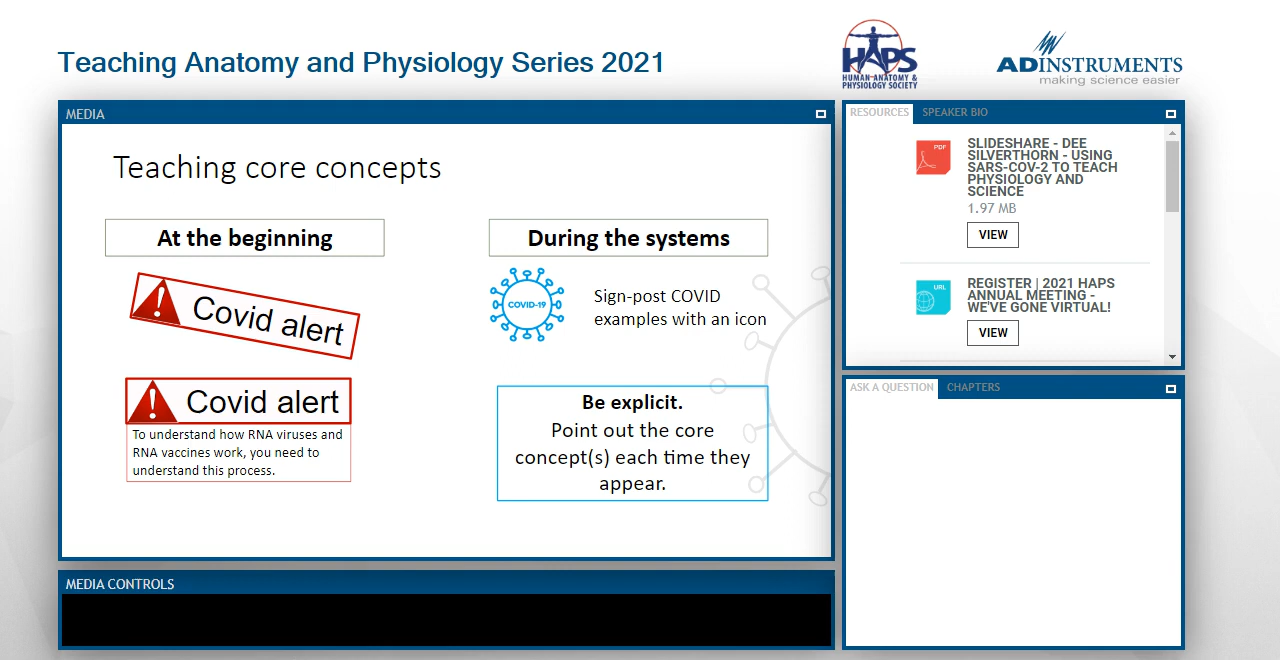 Teaching Anatomy and Physiology Series 2021
HAPS
HUMAN ANATOMY &
PHYSIOLOGY SOCIETY
ADINSTRUMENTS
making science easier
MEDIA
Teaching core concepts
At the beginning
Covid alert
Covid alert
To understand how RNA viruses and
RNA vaccines work, you need to
understand this process.
During the systems
COVID-19
Sign-post COVID
examples with an icon
Be explicit.
Point out the core
concept(s) each time they
appear.
MEDIA CONTROLS
RESOURCES
SPEAKER BIO
PDF
SLIDESHARE - DEE
SILVERTHORN - USING
SARS-COV-2 TO TEACH
PHYSIOLOGY AND
SCIENCE
1.97 MB
VIEW
URL
REGISTER | 2021 HAPS
ANNUAL MEETING -
WE'VE GONE VIRTUAL!
VIEW
ASK A QUESTION
CHAPTERS